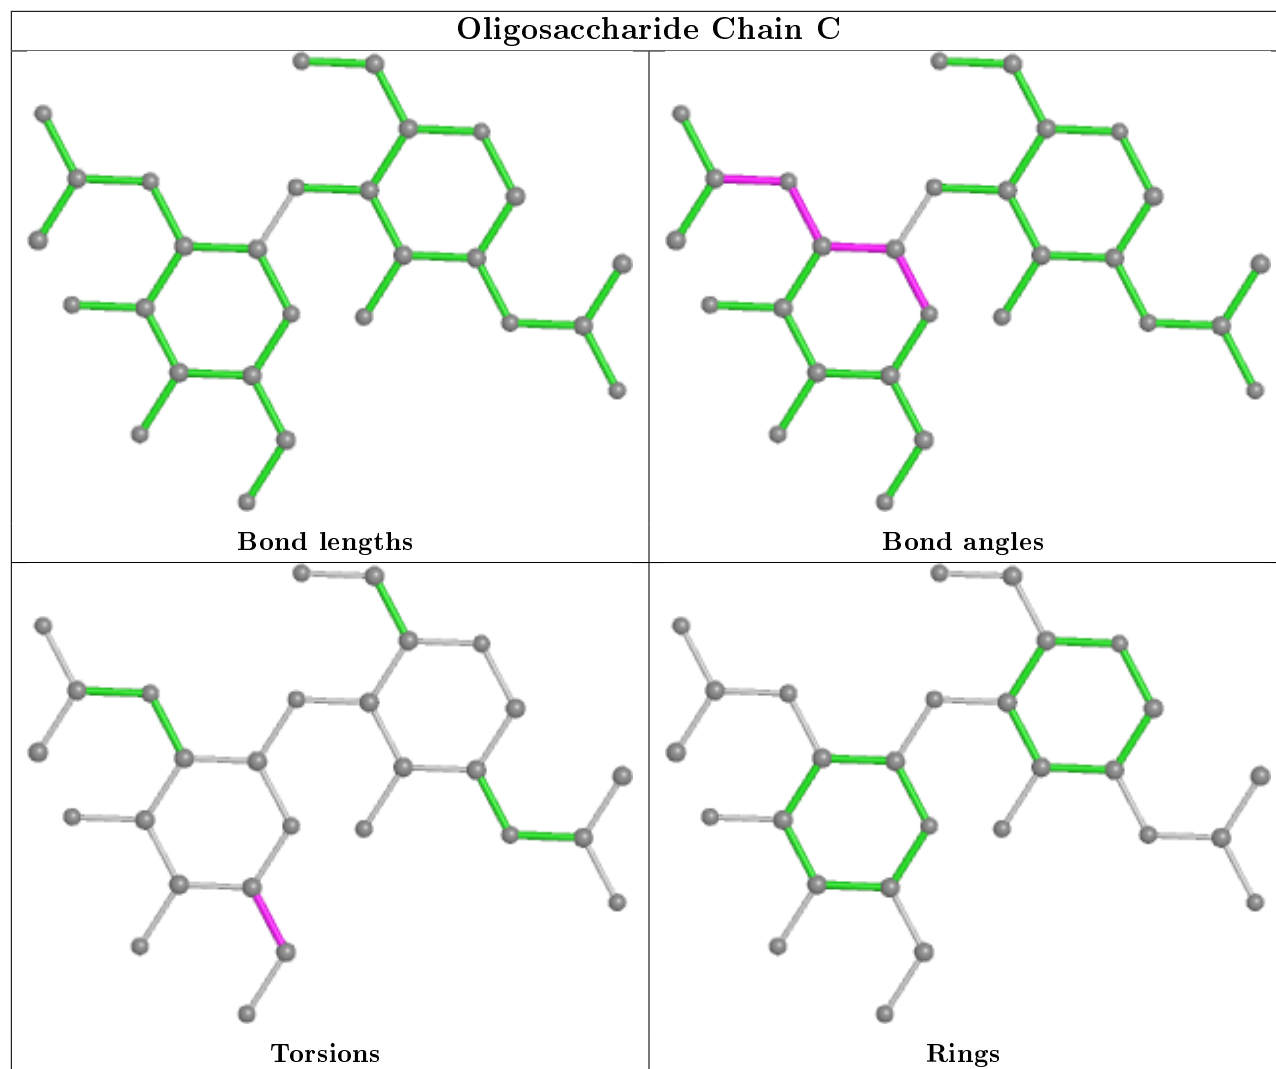 Oligosaccharide Chain C
Bond lengths
Bond angles
Torsions
Rings